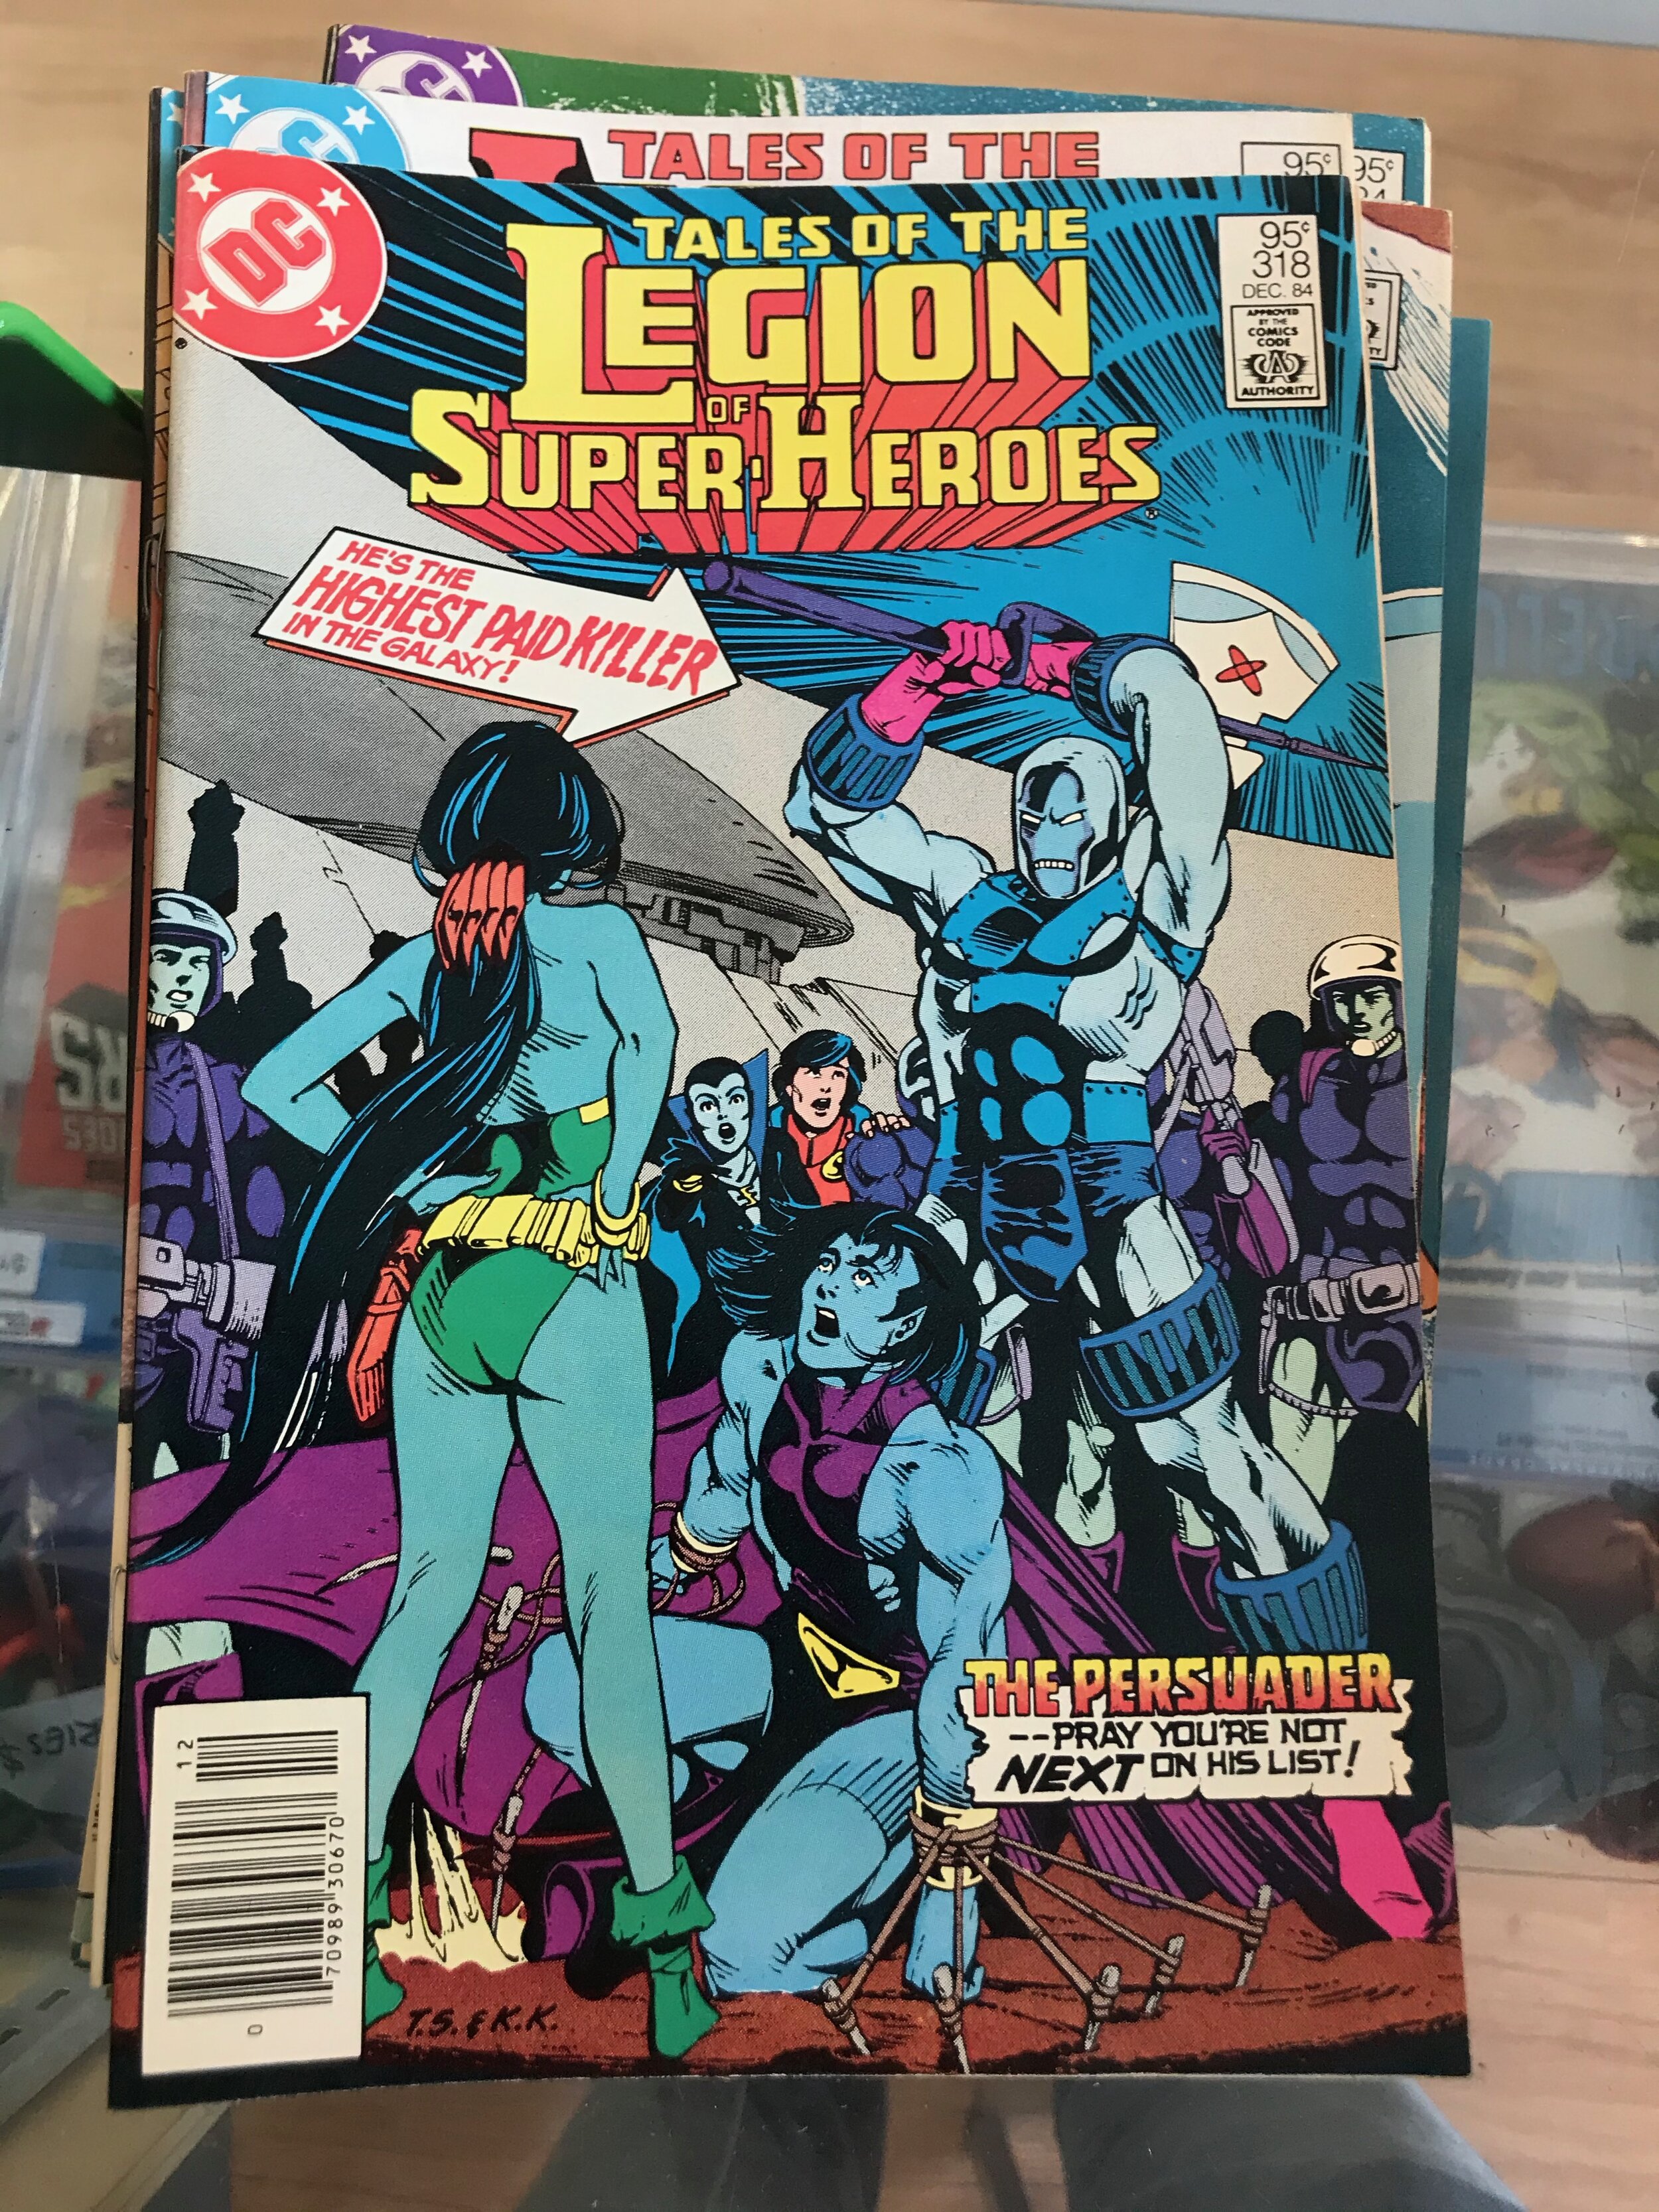 DC
TALES OF THE
95¢
95¢
DC
TALES OF THE
LEGION
OF
SUPER-HEROES
®
95¢
318
DEC. 84
APPROVED
BY THE
COMICS
CODE
CA
AUTHORITY
®
HE'S THE
HIGHEST PAID KILLER
IN THE GALAXY!
THE PERSUADER
--PRAY YOU'RE NOT
NEXT ON HIS LIST!
12
70989 30670
0
T.S. & K.K.